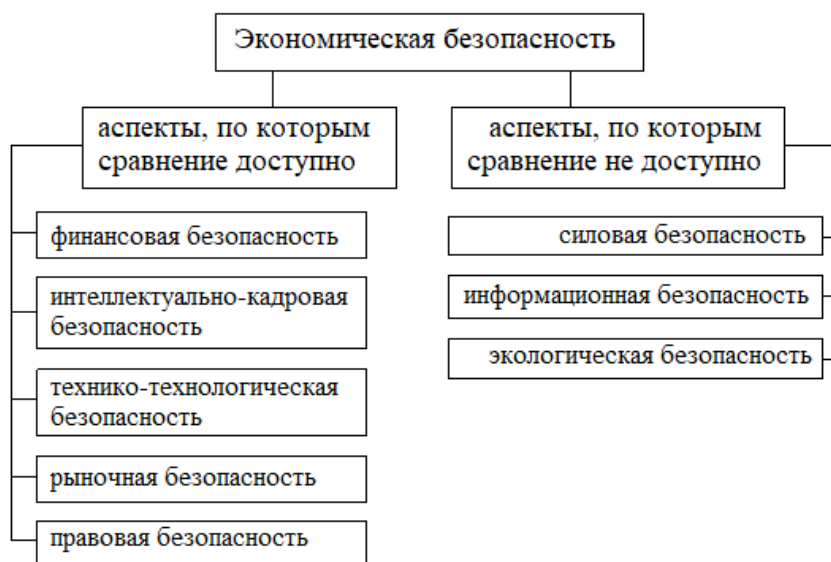 Экономическая безопасность
аспекты, по которым
сравнение доступно
финансовая безопасность
интеллектуально-кадровая
безопасность
технико-технологическая
безопасность
рыночная безопасность
правовая безопасность
аспекты, по которым
сравнение не доступно
силовая безопасность
информационная безопасность
экологическая безопасность